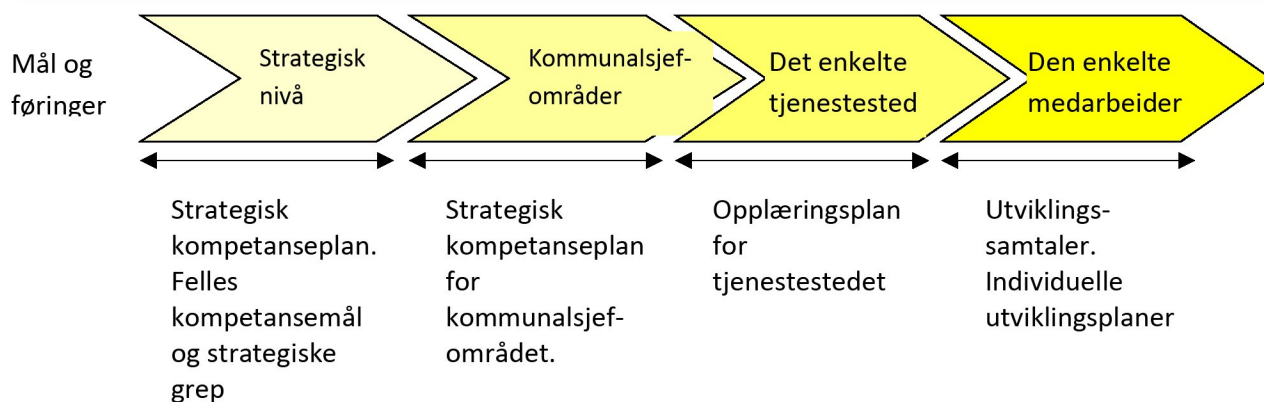 Mål og
føringer
Strategisk
nivå
Kommunalsjef-
områder
Det enkelte
tjenestested
Den enkelte
medarbeider
Strategisk
kompetanseplan.
Felles
kompetansemål
og strategiske
grep
Strategisk
kompetanseplan
for
kommunalsjef-
området.
Opplæringsplan
for
tjenestestedet
Utviklings-
samtaler.
Individuelle
utviklingsplaner